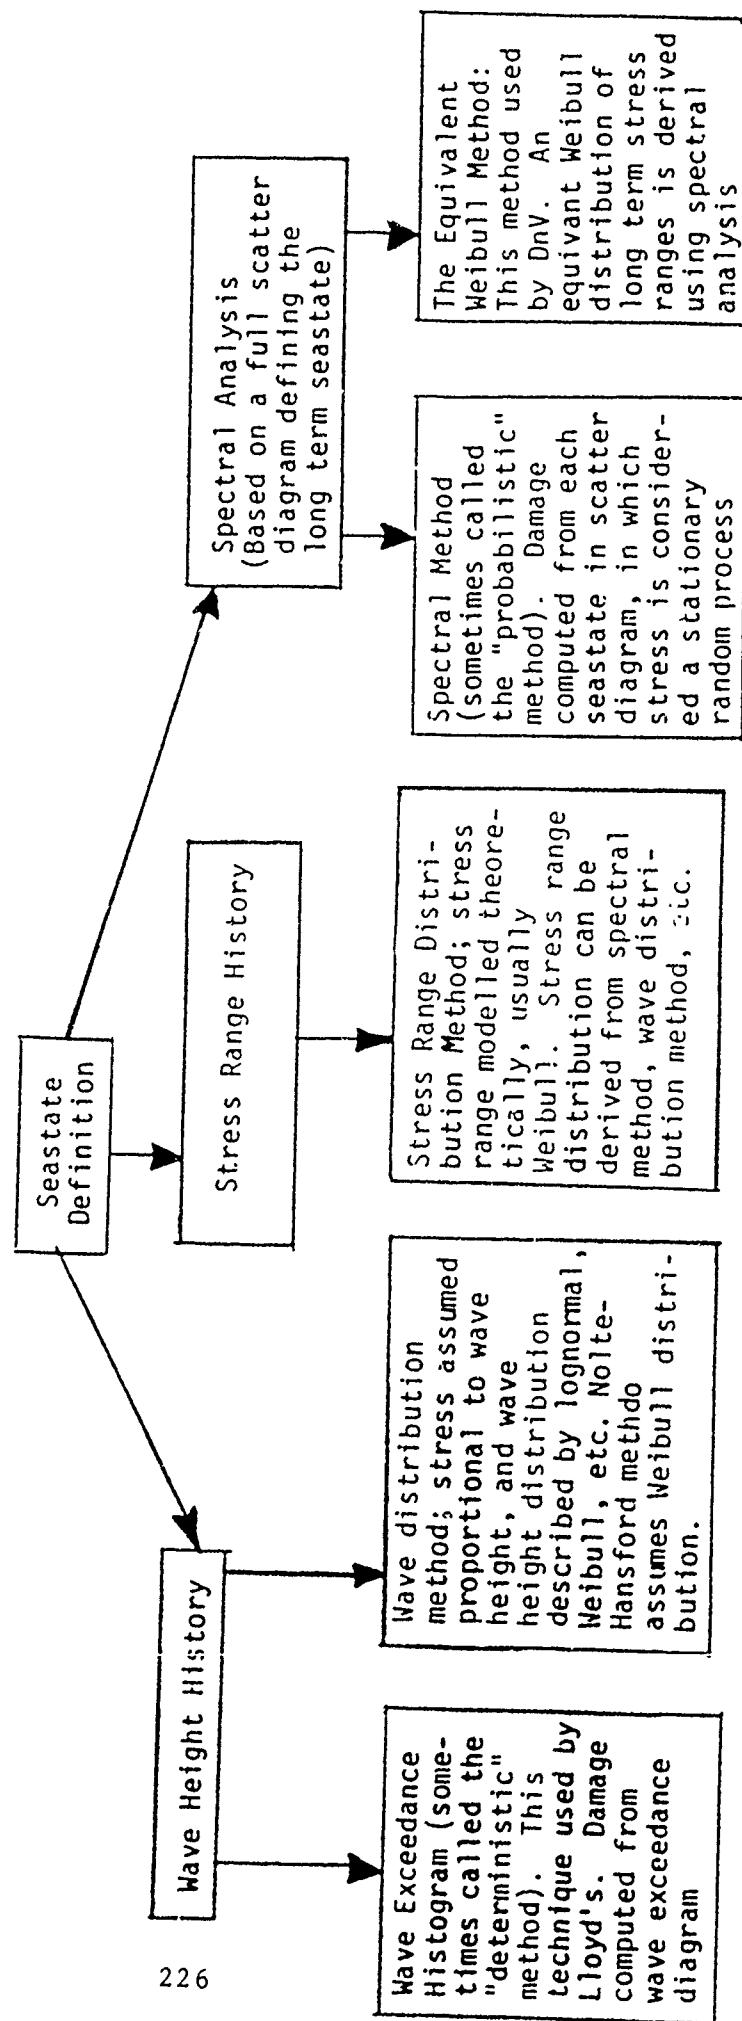 Seastate
Definition
Wave Height History
Stress Range History
Spectral Analysis
(Based on a full scatter
diagram defining the
long term seastate)
Wave Exceedance
Histogram (some-
times called the
"deterministic"
method). This
technique used by
Lloyd's. Damage
computed from
wave exceedance
diagram
Wave distribution
method; stress assumed
proportional to wave
height, and wave
height distribution
described by lognormal,
Weibull, etc. Nolte-
Hansford methdo
assumes Weibull distri-
bution.
Stress Range Distri-
bution Method; stress
range modelled theore-
tically, usually
Weibull. Stress range
distribution can be
derived from spectral
method, wave distri-
bution method,
Spectral Method
(sometimes called
the "probabilistic"
method). Damage
computed from each
seastate in scatter
diagram, in which
stress is consider-
ed a stationary
random process
The Equivalent
Weibull Method:
This method used
by DnV. An
equivant Weibull
distribution of
long term stress
ranges is derived
using spectral
analysis
226